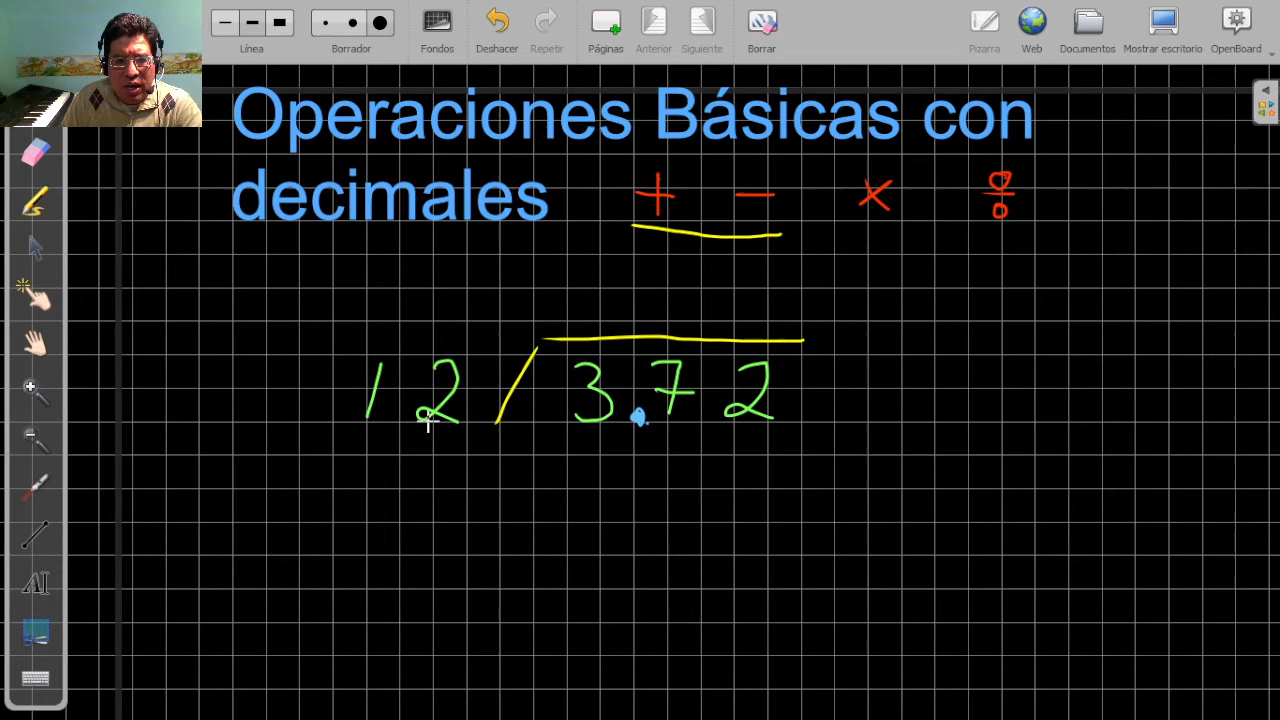 Línea Borrador Fondos Deshacer Repetir Páginas Anterior Siguiente Borrar Pizarra Web Documentos Mostrar escritorio OpenBoard
Operaciones Básicas con
decimales + − × ÷
12 / 3.72
AI